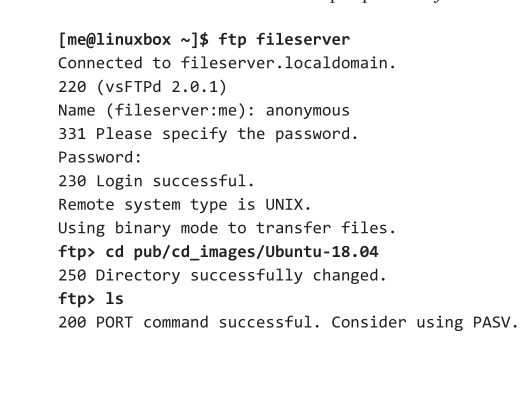 [me@linuxbox ~]$ ftp fileserver
Connected to fileserver.localdomain.
220 (vsFTPd 2.0.1)
Name (fileserver:me): anonymous
331 Please specify the password.
Password:
230 Login successful.
Remote system type is UNIX.
Using binary mode to transfer files.
ftp> cd pub/cd_images/Ubuntu-18.04
250 Directory successfully changed.
ftp> ls
200 PORT command successful. Consider using PASV.